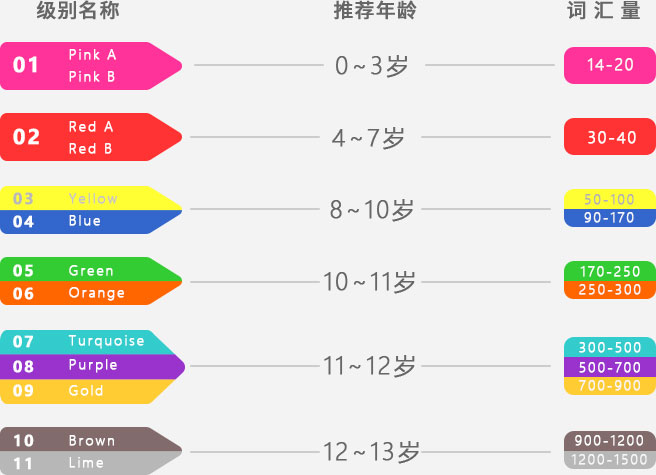 级别名称 推荐年龄 词汇量
01 Pink A
Pink B
0~3岁 14-20
02 Red A
Red B
4~7岁 30-40
03 Yellow 50-100
04 Blue 90-170
8~10岁
05 Green 170-250
06 Orange 250-300
10~11岁
07 Turquoise 300-500
08 Purple 500-700
09 Gold 700-900
11~12岁
10 Brown 900-1200
11 Lime 1200-1500
12~13岁